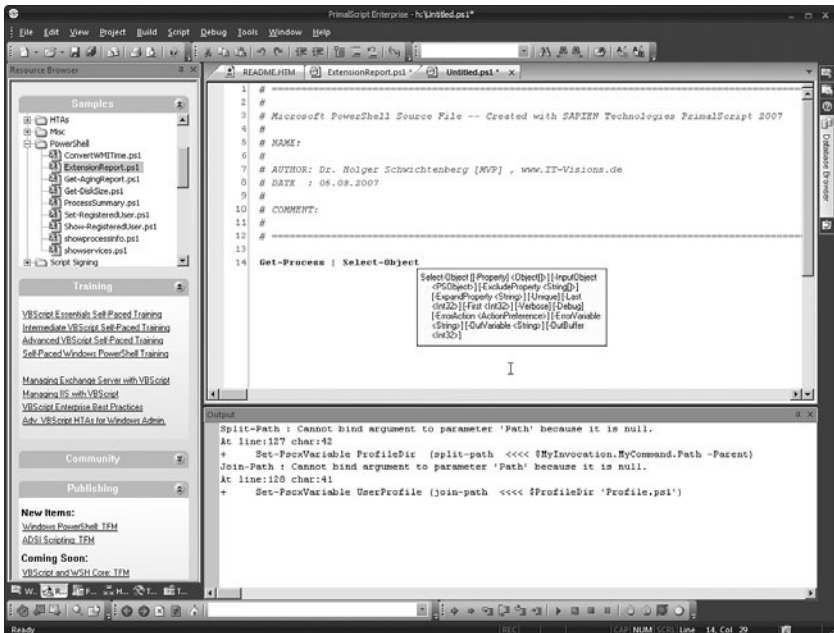 PrimalScript Enterprise - h:\Untitled.ps1*
File Edit View Project Build Script Debug Tools Window Help
Resource Browser
README.HTM ExtensionReport.ps1 * Untitled.ps1 * x
Samples
HTAs
Misc
PowerShell
ConvertWMITime.ps1
ExtensionReport.ps1
Get-AgingReport.ps1
Get-DiskSize.ps1
ProcessSummary.ps1
Set-RegisteredUser.ps1
Show-RegisteredUser.ps1
showprocessinfo.ps1
showservices.ps1
Script Signing
Training
VBScript Essentials Self-Paced Training
Intermediate VBScript Self-Paced Training
Advanced VBScript Self-Paced Training
Self-Paced Windows PowerShell Training
Managing Exchange Server with VBScript
Managing IIS with VBScript
VBScript Enterprise Best Practices
Adv. VBScript HTAs for Windows Admin.
Community
Publishing
New Items:
Windows PowerShell: TFM
ADSI Scripting: TFM
Coming Soon:
VBScript and WSH Core: TFM
W... R... F... H... T... T...
1 # ==========================================================================
2 #
3 # Microsoft PowerShell Source File -- Created with SAPIEN Technologies PrimalScript 2007
4 #
5 # NAME:
6 #
7 # AUTHOR: Dr. Holger Schwichtenberg [MVP] , www.IT-Visions.de
8 # DATE : 06.08.2007
9 #
10 # COMMENT:
11 #
12 # ==========================================================================
13
14 Get-Process | Select-Object
Select-Object [[-Property] <Object[]>] [-InputObject
<PSObject>] [-ExcludeProperty <String[]>]
[-ExpandProperty <String>] [-Unique] [-Last
<Int32>] [-First <Int32>] [-Verbose] [-Debug]
[-ErrorAction <ActionPreference>] [-ErrorVariable
<String>] [-OutVariable <String>] [-OutBuffer
<Int32>]
Database Browser
Output
Split-Path : Cannot bind argument to parameter 'Path' because it is null.
At line:127 char:42
+ Set-PscxVariable ProfileDir (split-path <<<< $MyInvocation.MyCommand.Path -Parent)
Join-Path : Cannot bind argument to parameter 'Path' because it is null.
At line:128 char:41
+ Set-PscxVariable UserProfile (join-path <<<< $ProfileDir 'Profile.ps1')
Ready REC CAP NUM SCRL Line 14, Col 29